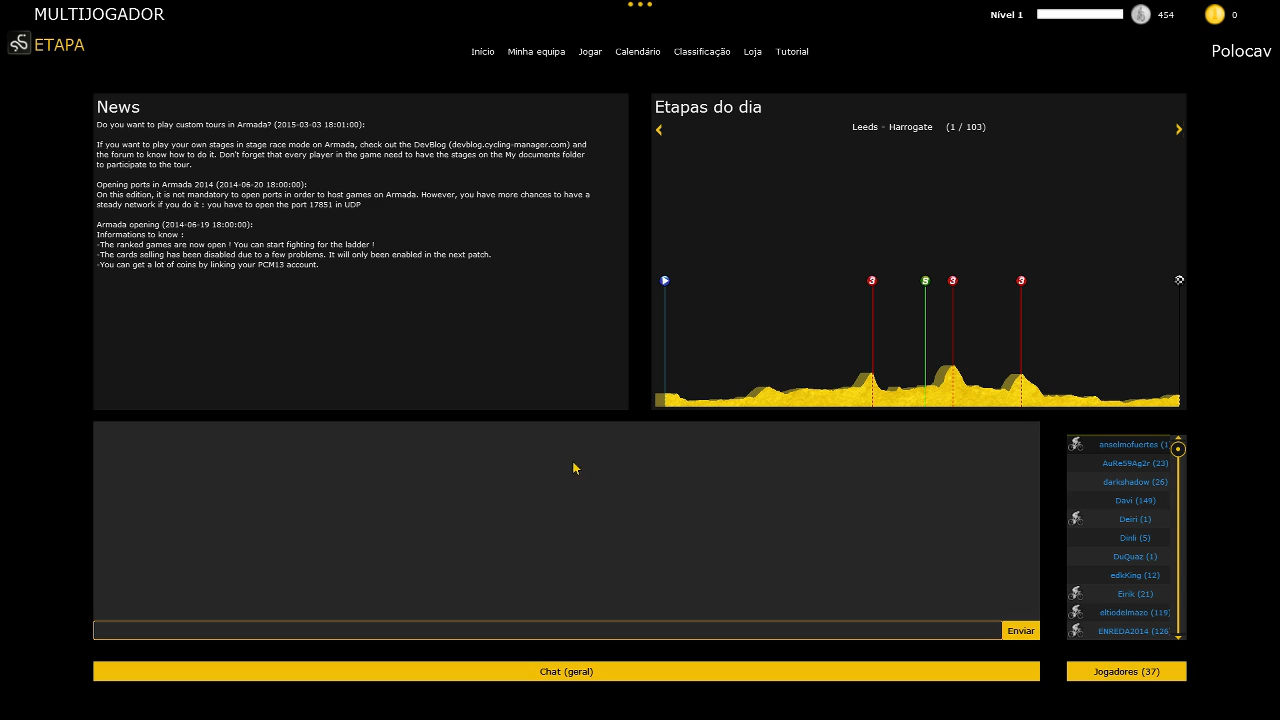 MULTIJOGADOR
Nível 1
454
0
ETAPA
Início Minha equipa Jogar Calendário Classificação Loja Tutorial
Polocav
News
Do you want to play custom tours in Armada? (2015-03-03 18:01:00):
If you want to play your own stages in stage race mode on Armada, check out the DevBlog (devblog.cycling-manager.com) and
the forum to know how to do it. Don't forget that every player in the game need to have the stages on the My documents folder
to participate to the tour.
Opening ports in Armada 2014 (2014-06-20 18:00:00):
On this edition, it is not mandatory to open ports in order to host games on Armada. However, you have more chances to have a
steady network if you do it : you have to open the port 17851 in UDP
Armada opening (2014-06-19 18:00:00):
Informations to know :
-The ranked games are now open ! You can start fighting for the ladder !
-The cards selling has been disabled due to a few problems. It will only been enabled in the next patch.
-You can get a lot of coins by linking your PCM13 account.
Etapas do dia
Leeds - Harrogate (1 / 103)
3 S 3 3
anselmofuertes (1
AuRe59Ag2r (23)
darkshadow (26)
Davi (149)
Deiri (1)
Dinli (5)
DuQuaz (1)
edkKing (12)
Eirik (21)
eltiodelmazo (119)
ENREDA2014 (126
Enviar
Chat (geral)
Jogadores (37)